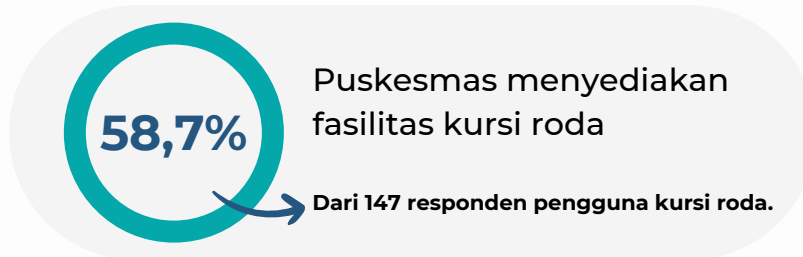 58,7%
Puskesmas menyediakan
fasilitas kursi roda
Dari 147 responden pengguna kursi roda.